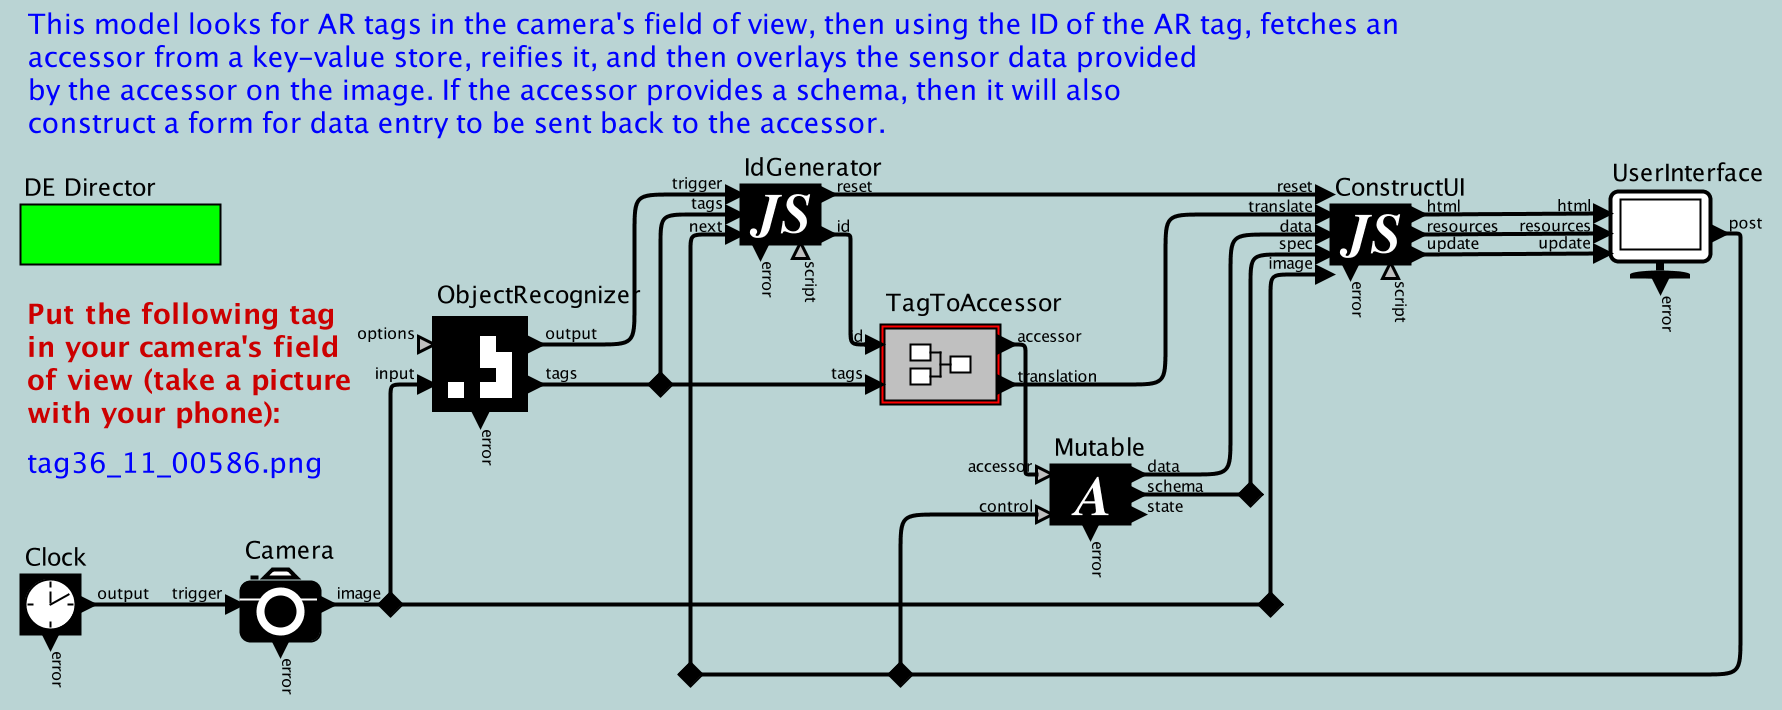 This model looks for AR tags in the camera's field of view, then using the ID of the AR tag, fetches an
accessor from a key-value store, reifies it, and then overlays the sensor data provided
by the accessor on the image. If the accessor provides a schema, then it will also
construct a form for data entry to be sent back to the accessor.
DE Director
Put the following tag
in your camera's field
of view (take a picture
with your phone):
tag36_11_00586.png
Clock
output
error
Camera
trigger
image
error
ObjectRecognizer
options
input
output
tags
error
IdGenerator
trigger
tags
next
reset
id
error
script
JS
TagToAccessor
id
tags
accessor
translation
Mutable
accessor
control
data
schema
state
error
A
ConstructUI
reset
translate
data
spec
image
html
resources
update
error
script
JS
UserInterface
html
resources
update
post
error